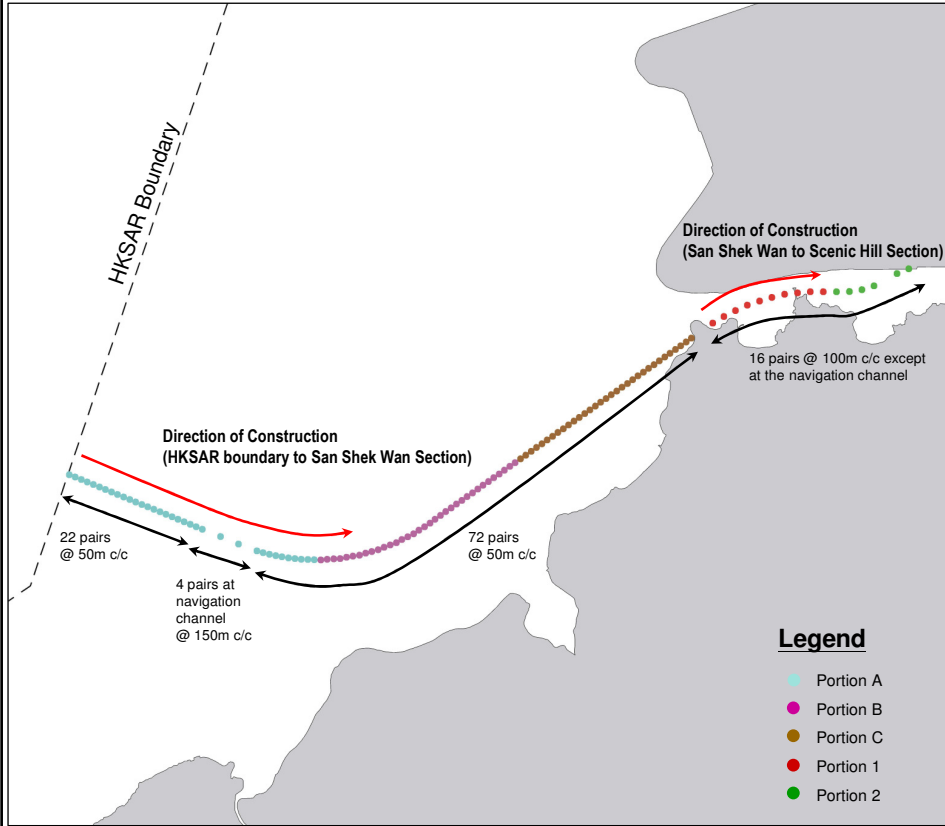 HKSAR Boundary
Direction of Construction
(San Shek Wan to Scenic Hill Section)
16 pairs @ 100m c/c except
at the navigation channel
Direction of Construction
(HKSAR boundary to San Shek Wan Section)
22 pairs
@ 50m c/c
72 pairs
@ 50m c/c
4 pairs at
navigation
channel
@ 150m c/c
Legend
Portion A
Portion B
Portion C
Portion 1
Portion 2